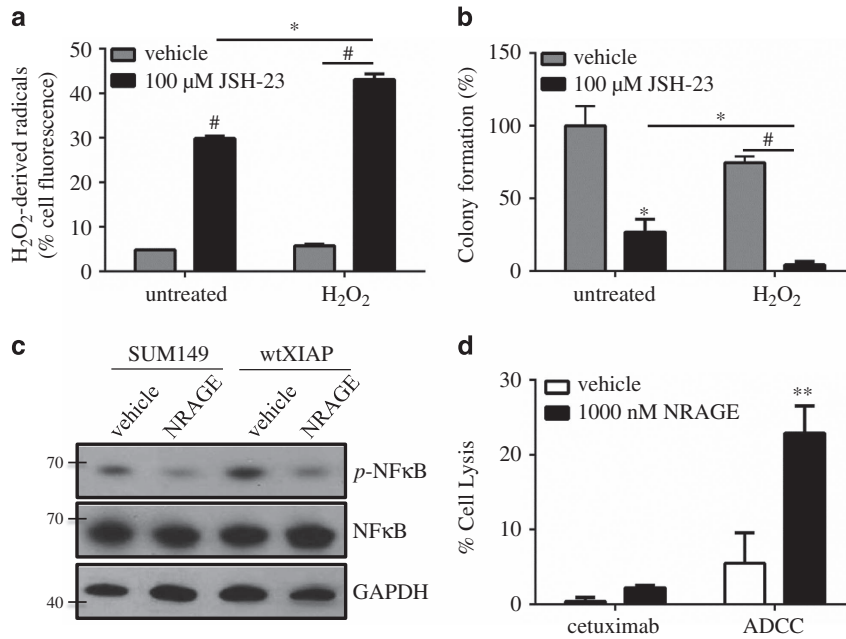 a
H₂O₂-derived radicals
(% cell fluorescence)
50
40
30
20
10
0
vehicle
100 µM JSH-23
*
#
#
untreated
H₂O₂
b
Colony formation (%)
150
100
50
0
vehicle
100 µM JSH-23
*
#
*
untreated
H₂O₂
c
SUM149
wtXIAP
vehicle
NRAGE
vehicle
NRAGE
70
p-NFκB
70
NFκB
40
GAPDH
d
% Cell Lysis
30
20
10
0
vehicle
1000 nM NRAGE
**
cetuximab
ADCC